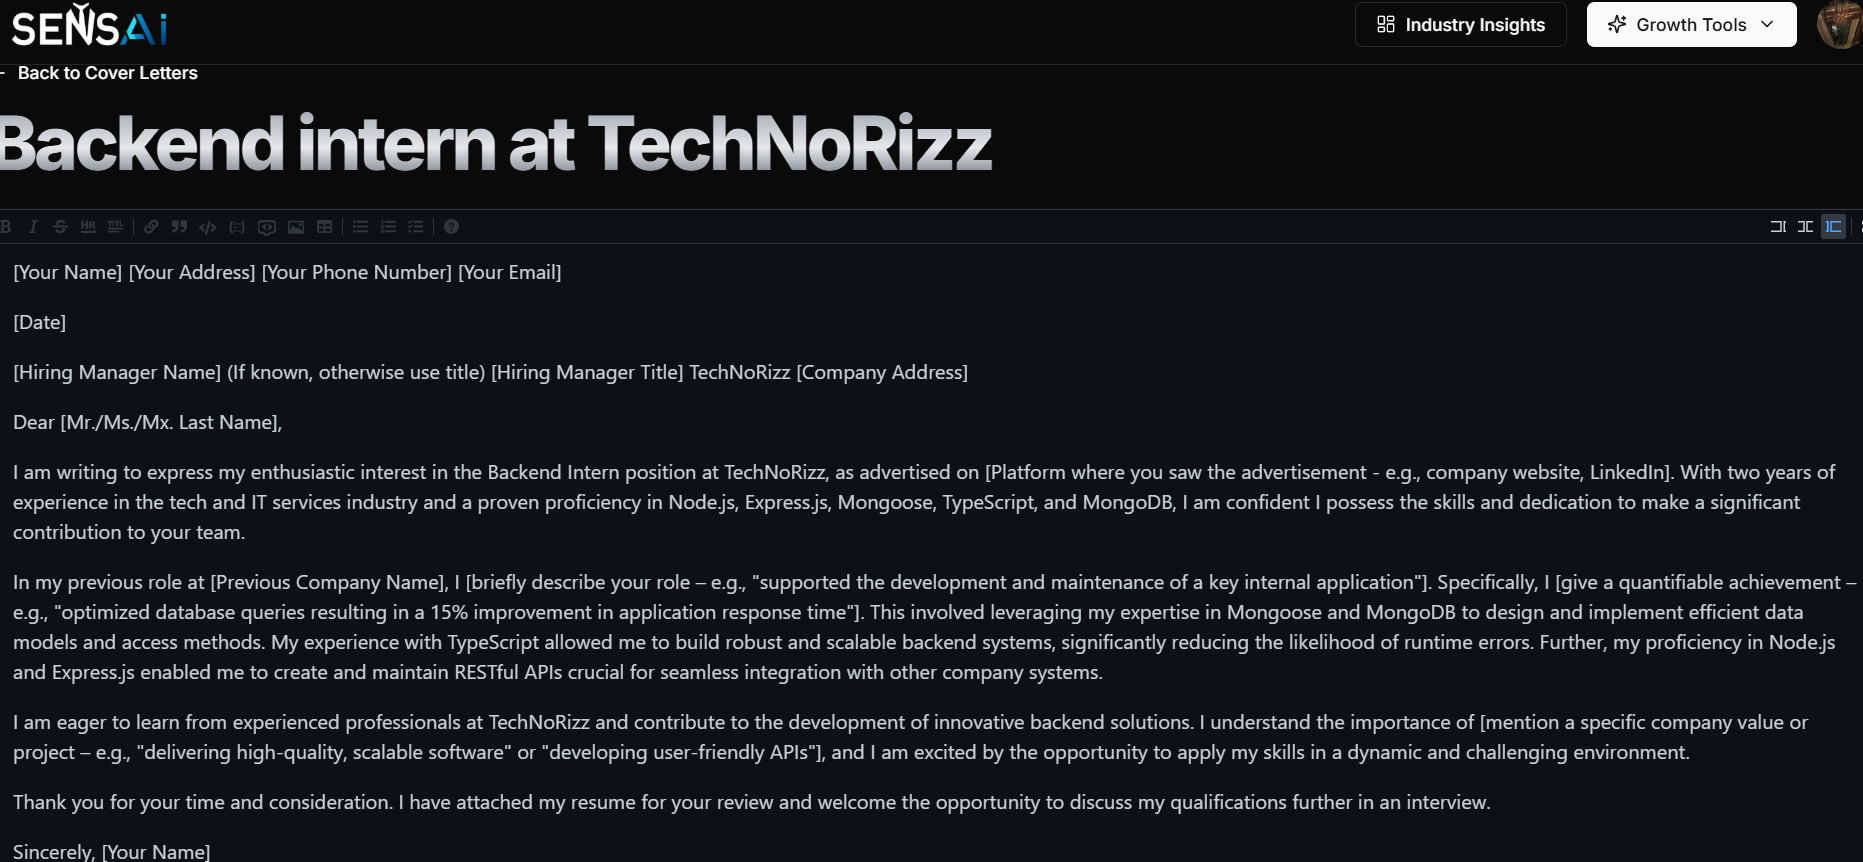 SENSAi
Industry Insights
Growth Tools
Back to Cover Letters
Backend intern at TechNoRizz
[Your Name] [Your Address] [Your Phone Number] [Your Email]
[Date]
[Hiring Manager Name] (If known, otherwise use title) [Hiring Manager Title] TechNoRizz [Company Address]
Dear [Mr./Ms./Mx. Last Name],
I am writing to express my enthusiastic interest in the Backend Intern position at TechNoRizz, as advertised on [Platform where you saw the advertisement - e.g., company website, LinkedIn]. With two years of
experience in the tech and IT services industry and a proven proficiency in Node.js, Express.js, Mongoose, TypeScript, and MongoDB, I am confident I possess the skills and dedication to make a significant
contribution to your team.
In my previous role at [Previous Company Name], I [briefly describe your role – e.g., "supported the development and maintenance of a key internal application"]. Specifically, I [give a quantifiable achievement –
e.g., "optimized database queries resulting in a 15% improvement in application response time"]. This involved leveraging my expertise in Mongoose and MongoDB to design and implement efficient data
models and access methods. My experience with TypeScript allowed me to build robust and scalable backend systems, significantly reducing the likelihood of runtime errors. Further, my proficiency in Node.js
and Express.js enabled me to create and maintain RESTful APIs crucial for seamless integration with other company systems.
I am eager to learn from experienced professionals at TechNoRizz and contribute to the development of innovative backend solutions. I understand the importance of [mention a specific company value or
project – e.g., "delivering high-quality, scalable software" or "developing user-friendly APIs"], and I am excited by the opportunity to apply my skills in a dynamic and challenging environment.
Thank you for your time and consideration. I have attached my resume for your review and welcome the opportunity to discuss my qualifications further in an interview.
Sincerely, [Your Name]